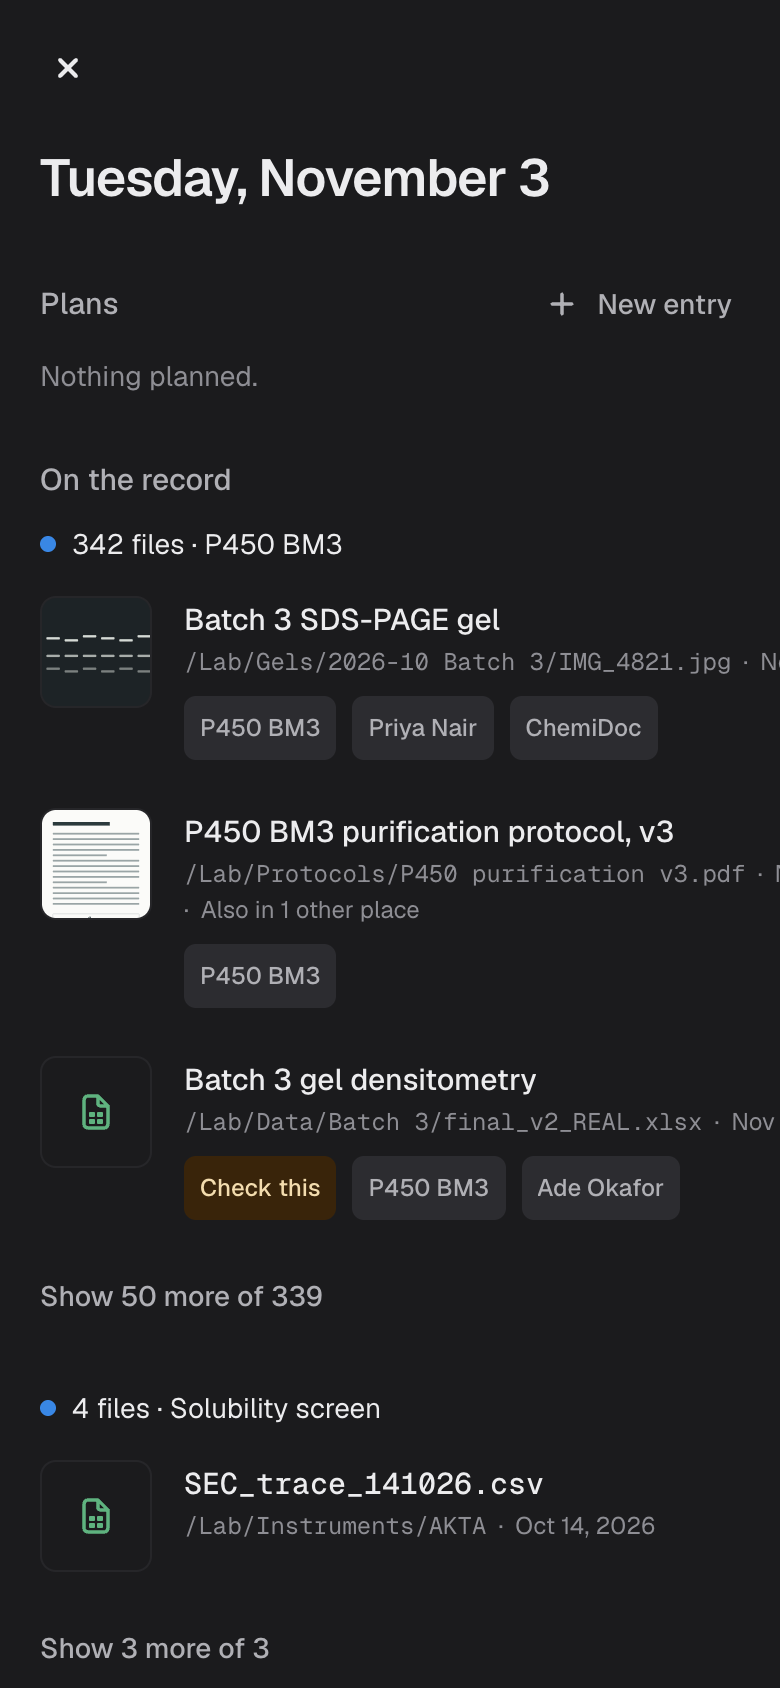 Tuesday, November 3
Plans
New entry
Nothing planned.
On the record
342 files · P450 BM3
Batch 3 SDS-PAGE gel
/Lab/Gels/2026-10 Batch 3/IMG_4821.jpg ·
P450 BM3 Priya Nair ChemiDoc
P450 BM3 purification protocol, v3
/Lab/Protocols/P450 purification v3.pdf ·
· Also in 1 other place
P450 BM3
Batch 3 gel densitometry
/Lab/Data/Batch 3/final_v2_REAL.xlsx · Nov
Check this P450 BM3 Ade Okafor
Show 50 more of 339
4 files · Solubility screen
SEC_trace_141026.csv
/Lab/Instruments/AKTA · Oct 14, 2026
Show 3 more of 3